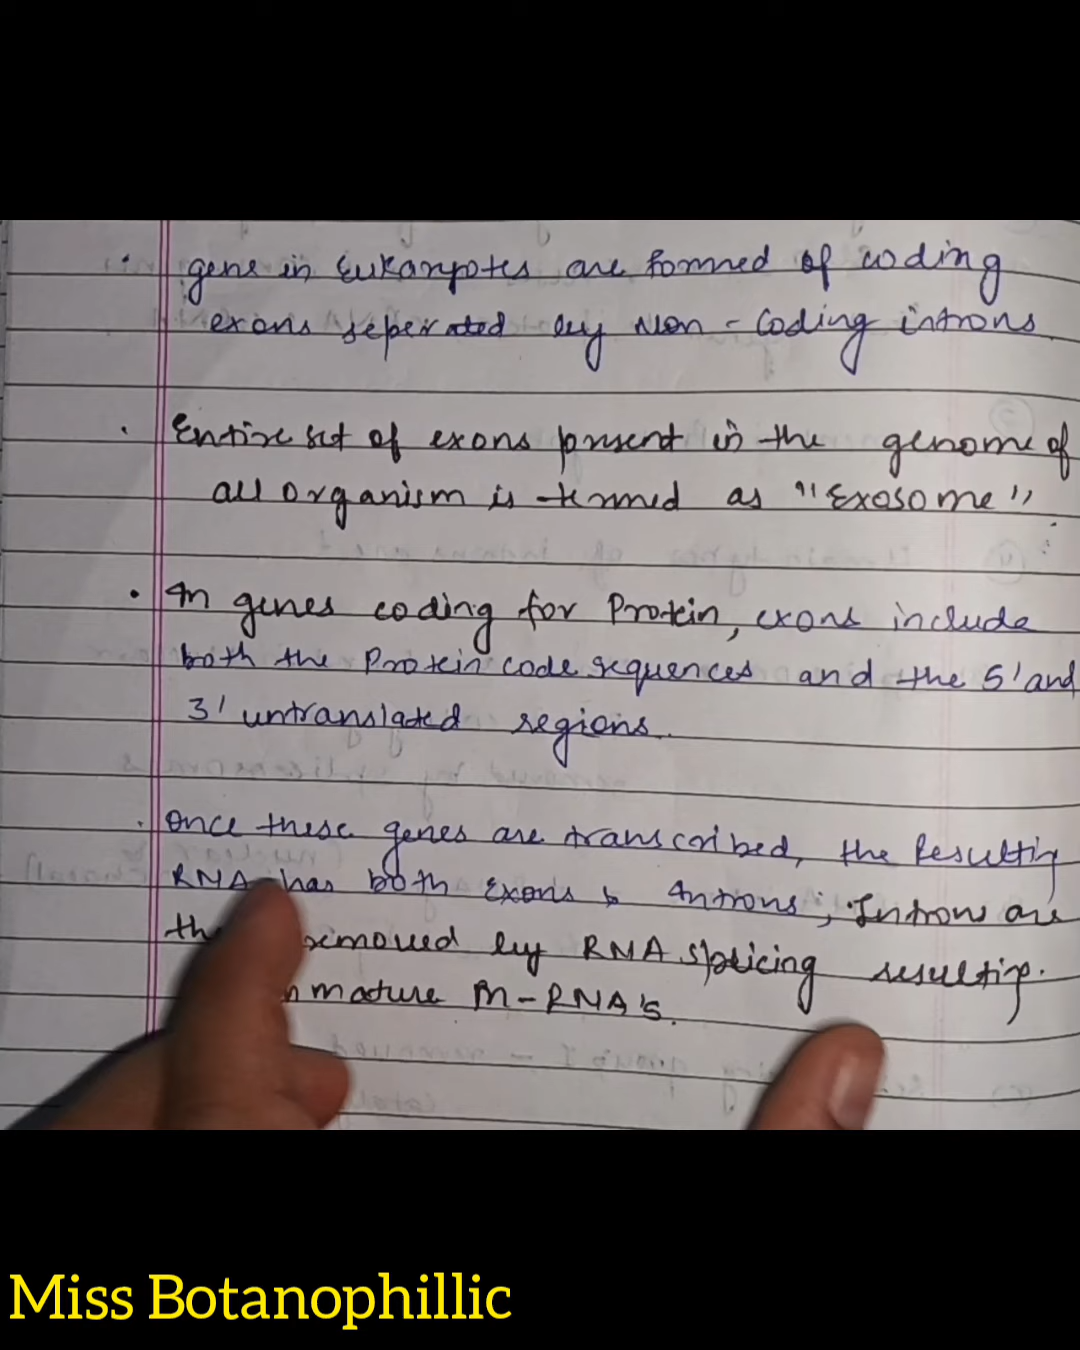 gene in Eukaryotes are formed of coding
exons seperated by Non - Coding introns
Entire set of exons present in the genome of
all organism is termed as "Exosome"
In genes coding for Protein, exons include
both the Protein code sequences and the 5' and
3' untranslated regions.
Once these genes are transcribed, the Resulting
RNA has both Exons & Introns; Introns are
removed by RNA splicing resulting.
mature m-RNA's.
Miss Botanophillic